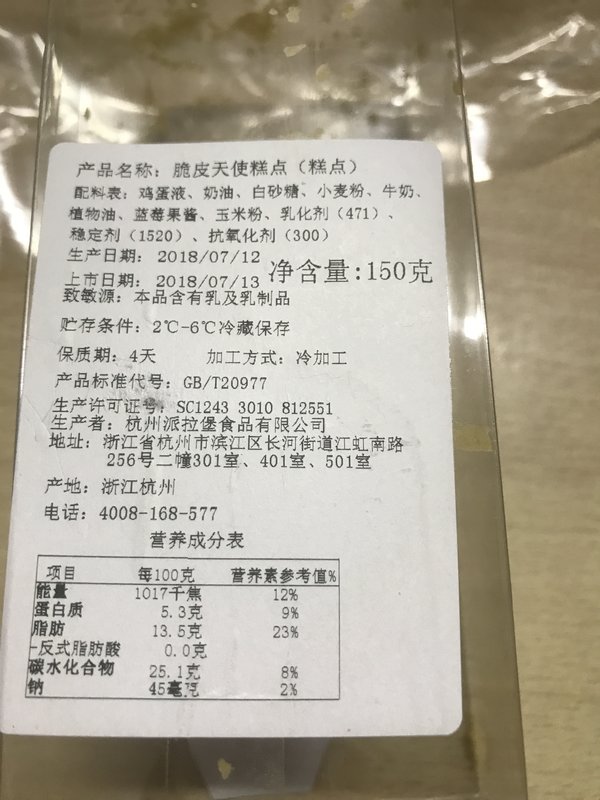 产品名称：脆皮天使糕点（糕点）
配料表：鸡蛋液、奶油、白砂糖、小麦粉、牛奶、
植物油、蓝莓果酱、玉米粉、乳化剂（471）、
稳定剂（1520）、抗氧化剂（300）
生产日期：2018/07/12
上市日期：2018/07/13 净含量:150克
致敏源：本品含有乳及乳制品
贮存条件：2℃-6℃冷藏保存
保质期：4天 加工方式：冷加工
产品标准代号：GB/T20977
生产许可证号：SC1243 3010 812551
生产者：杭州派拉堡食品有限公司
地址：浙江省杭州市滨江区长河街道江虹南路
256号二幢301室、401室、501室
产地：浙江杭州
电话：4008-168-577
营养成分表
项目 每100克 营养素参考值%
能量 1017千焦 12%
蛋白质 5.3克 9%
脂肪 13.5克 23%
-反式脂肪酸 0.0克
碳水化合物 25.1克 8%
钠 45毫克 2%